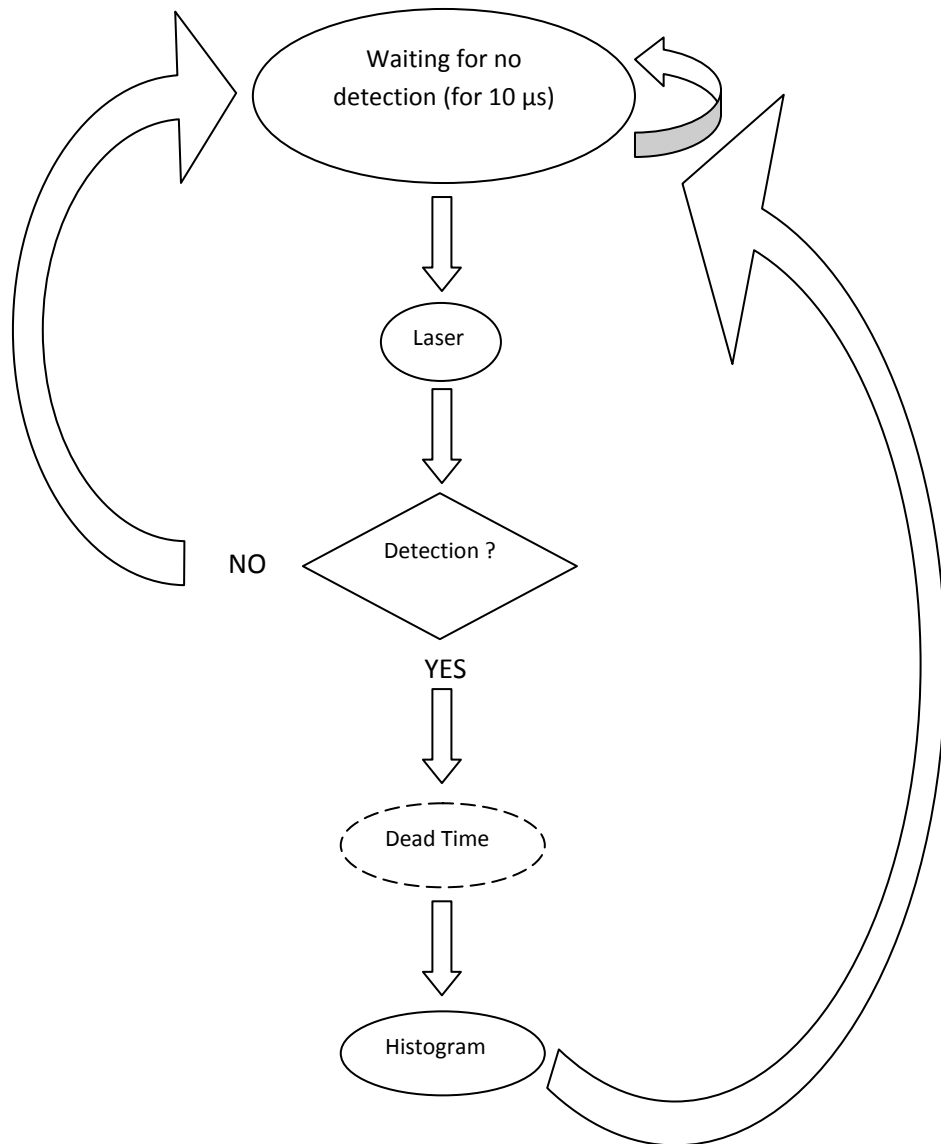 Waiting for no
detection (for 10 µs)
Laser
Detection ?
NO
YES
Dead Time
Histogram